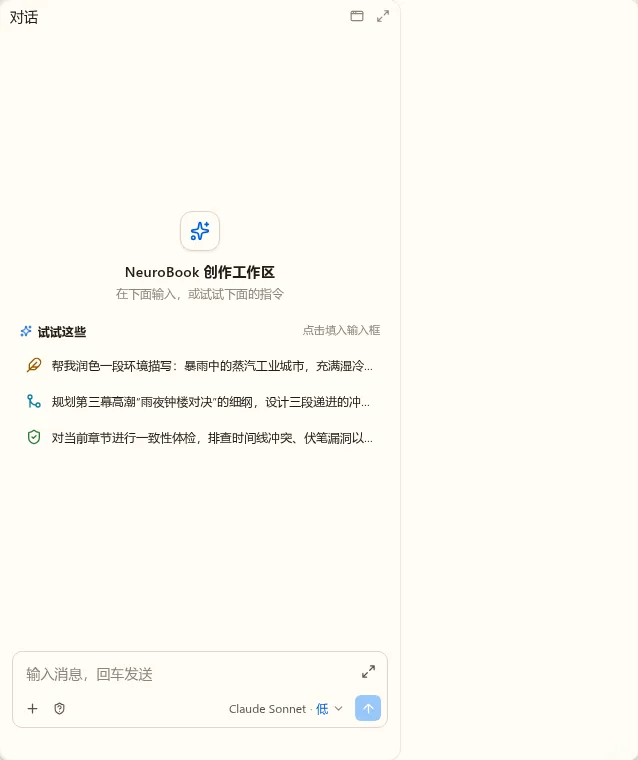 对话
NeuroBook 创作工作区
在下面输入，或试试下面的指令
试试这些
点击填入输入框
帮我润色一段环境描写：暴雨中的蒸汽工业城市，充满湿冷...
规划第三幕高潮"雨夜钟楼对决"的细纲，设计三段递进的冲...
对当前章节进行一致性体检，排查时间线冲突、伏笔漏洞以...
输入消息，回车发送
Claude Sonnet · 低